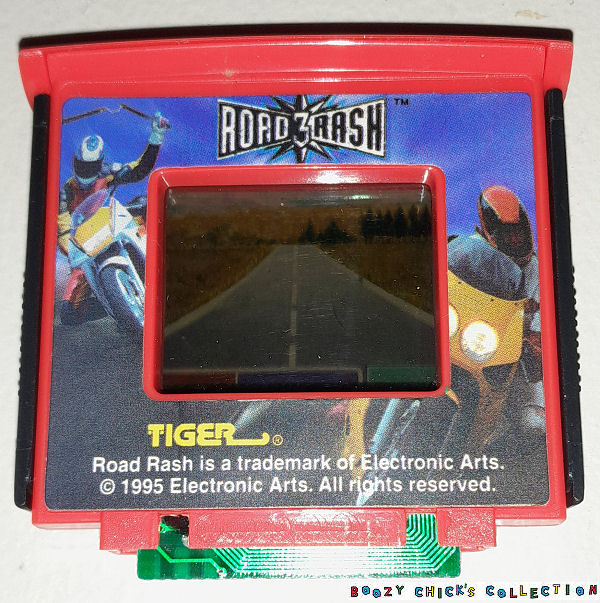 ROAD 3 RASH ™
TIGER®
Road Rash is a trademark of Electronic Arts.
© 1995 Electronic Arts. All rights reserved.
BOOZY CHICK'S COLLECTION